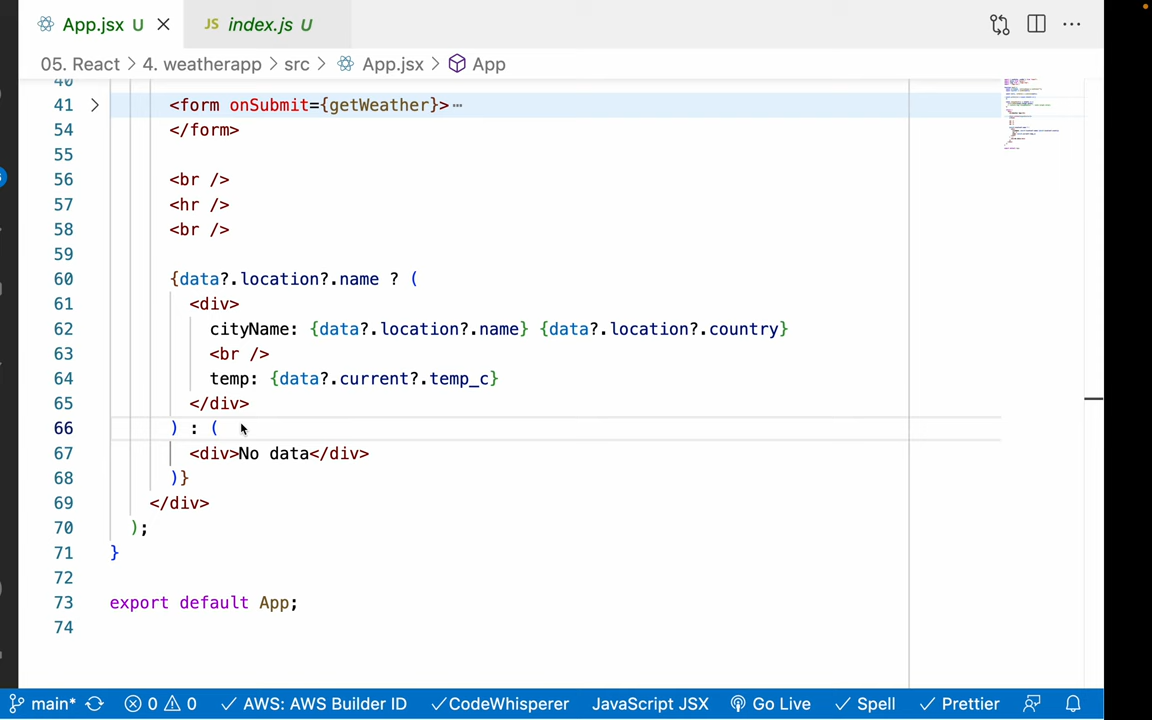 App.jsx U
JS index.js U
05. React > 4. weatherapp > src > App.jsx > App
40
41 <form onSubmit={getWeather}>⋯
54 </form>
55
56 <br />
57 <hr />
58 <br />
59
60 {data?.location?.name ? (
61 <div>
62 cityName: {data?.location?.name} {data?.location?.country}
63 <br />
64 temp: {data?.current?.temp_c}
65 </div>
66 ) : (
67 <div>No data</div>
68 )}
69 </div>
70 );
71 }
72
73 export default App;
74
main* 0 0 AWS: AWS Builder ID CodeWhisperer JavaScript JSX Go Live Spell Prettier